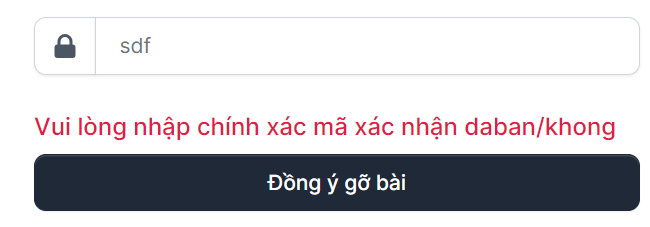 sdf
Vui lòng nhập chính xác mã xác nhận daban/khong
Đồng ý gỡ bài